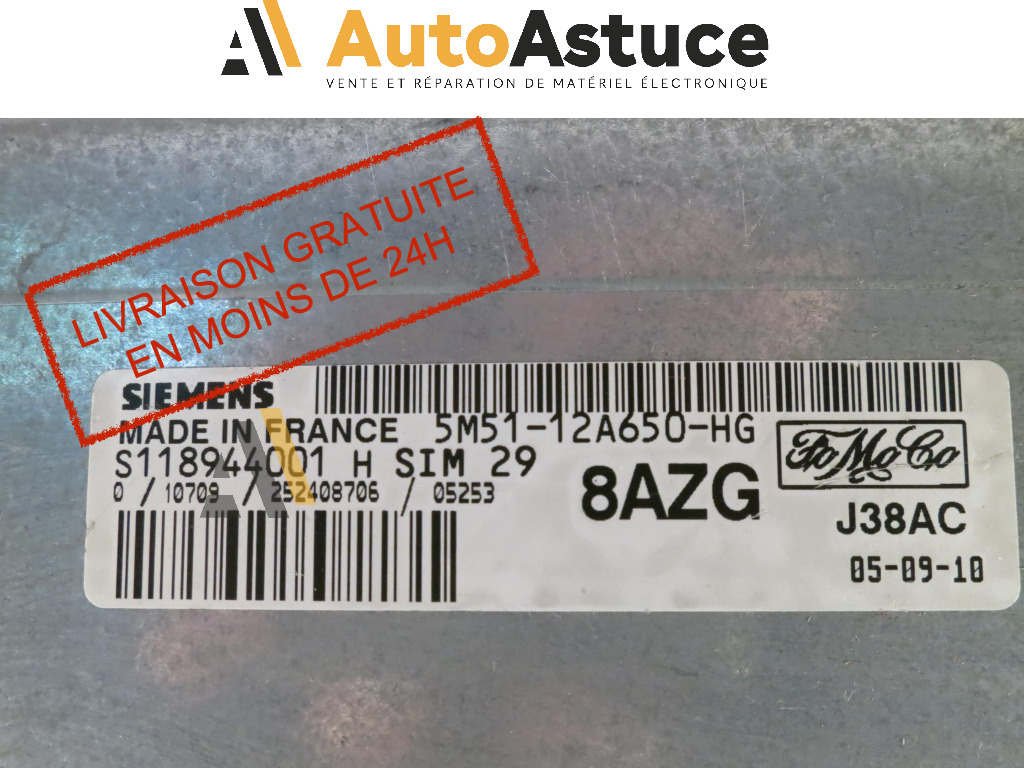 AutoAstuce
VENTE ET RÉPARATION DE MATÉRIEL ÉLECTRONIQUE
LIVRAISON GRATUITE
EN MOINS DE 24H
SIEMENS
MADE IN FRANCE 5M51-12A650-HG
S118944001 H SIM 29
0 / 10709 / 252408706 / 05253
8AZG
FoMoCo
J38AC
05-09-10